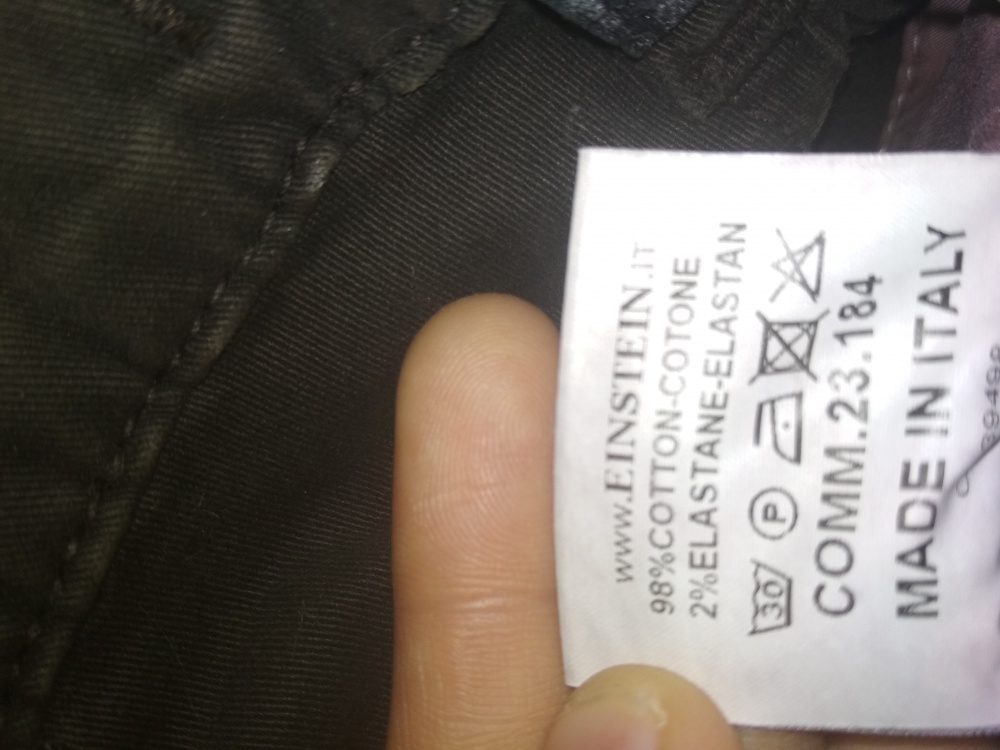 www.EINSTEIN.IT
98%COTTON-COTONE
2%ELASTANE-ELASTAN
30 P
COMM.23.184
MADE IN ITALY